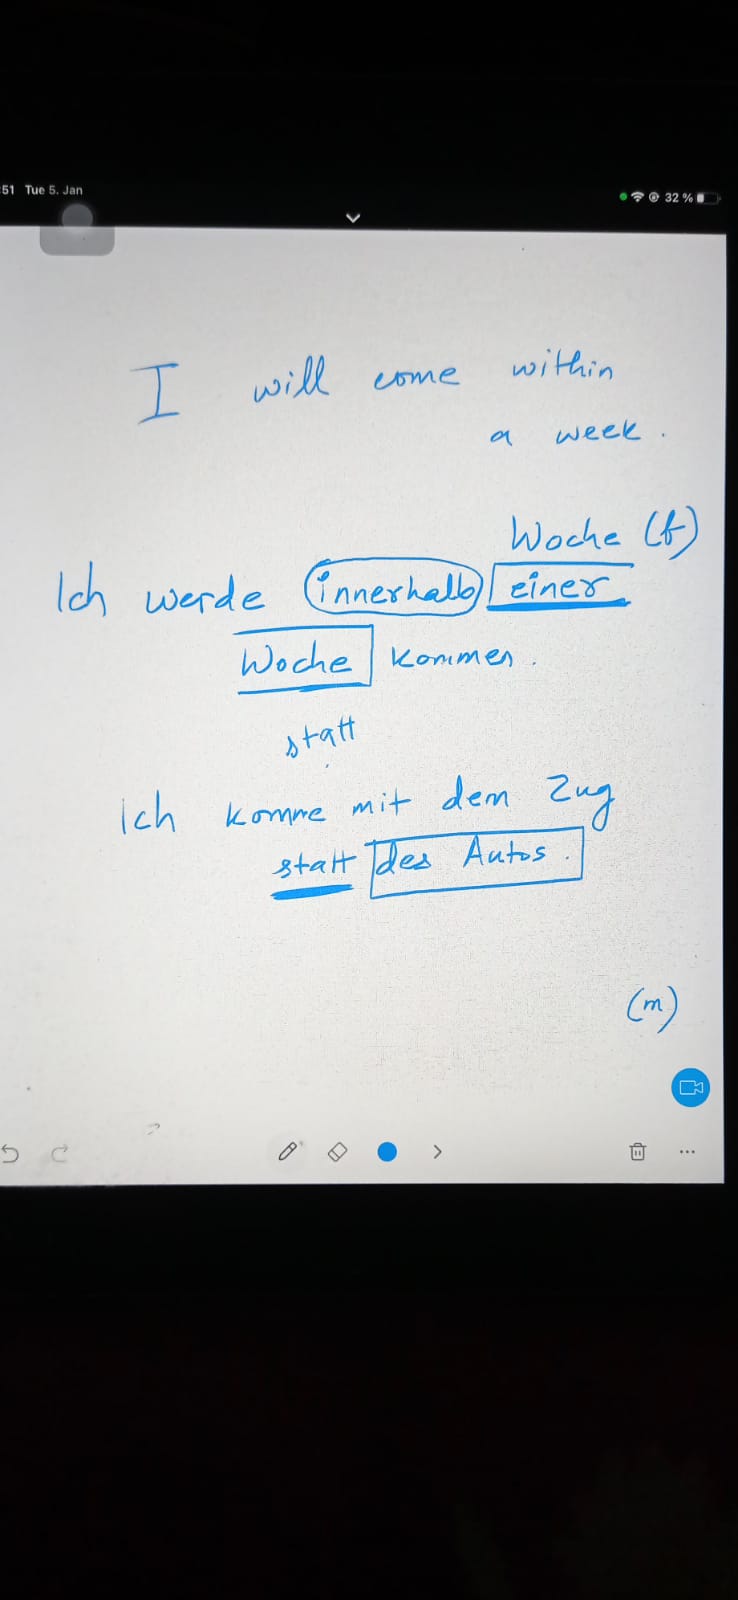 51 Tue 5. Jan
32 %
I will come within
a week.
Woche (f)
Ich werde innerhalb einer
Woche kommen.
statt
Ich komme mit dem Zug
statt des Autos.
(m)